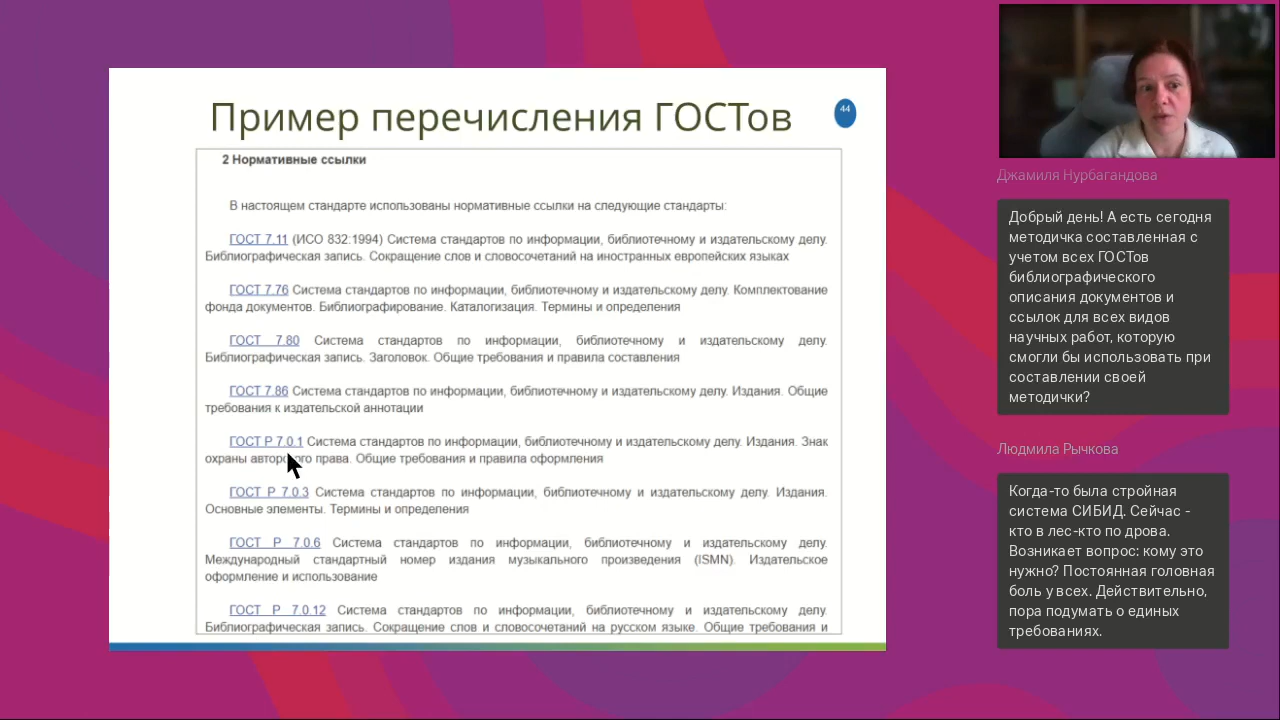 Пример перечисления ГОСТов
44
2 Нормативные ссылки
В настоящем стандарте использованы нормативные ссылки на следующие стандарты:
ГОСТ 7.11 (ИСО 832:1994) Система стандартов по информации, библиотечному и издательскому делу.
Библиографическая запись. Сокращение слов и словосочетаний на иностранных европейских языках
ГОСТ 7.76 Система стандартов по информации, библиотечному и издательскому делу. Комплектование
фонда документов. Библиографирование. Каталогизация. Термины и определения
ГОСТ 7.80 Система стандартов по информации, библиотечному и издательскому делу.
Библиографическая запись. Заголовок. Общие требования и правила составления
ГОСТ 7.86 Система стандартов по информации, библиотечному и издательскому делу. Издания. Общие
требования к издательской аннотации
ГОСТ Р 7.0.1 Система стандартов по информации, библиотечному и издательскому делу. Издания. Знак
охраны авторского права. Общие требования и правила оформления
ГОСТ Р 7.0.3 Система стандартов по информации, библиотечному и издательскому делу. Издания.
Основные элементы. Термины и определения
ГОСТ Р 7.0.6 Система стандартов по информации, библиотечному и издательскому делу.
Международный стандартный номер издания музыкального произведения (ISMN). Издательское
оформление и использование
ГОСТ Р 7.0.12 Система стандартов по информации, библиотечному и издательскому делу.
Библиографическая запись. Сокращение слов и словосочетаний на русском языке. Общие требования и
Джамиля Нурбагандова
Добрый день! А есть сегодня
методичка составленная с
учетом всех ГОСТов
библиографического
описания документов и
ссылок для всех видов
научных работ, которую
смогли бы использовать при
составлении своей
методички?
Людмила Рычкова
Когда-то была стройная
система СИБИД. Сейчас -
кто в лес-кто по дрова.
Возникает вопрос: кому это
нужно? Постоянная головная
боль у всех. Действительно,
пора подумать о единых
требованиях.